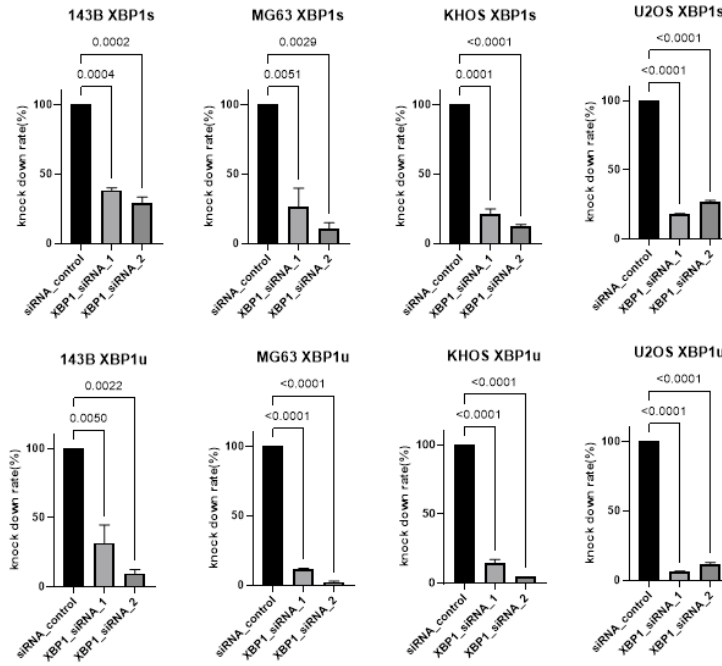 143B XBP1s
0.0002
0.0004
knock down rate(%)
100
50
0
siRNA_control
XBP1_siRNA_1
XBP1_siRNA_2
MG63 XBP1s
0.0029
0.0051
knock down rate(%)
100
50
0
siRNA_control
XBP1_siRNA_1
XBP1_siRNA_2
KHOS XBP1s
<0.0001
0.0001
knock down rate(%)
100
50
0
siRNA_control
XBP1_siRNA_1
XBP1_siRNA_2
U2OS XBP1s
<0.0001
<0.0001
knock down rate(%)
100
50
0
siRNA_control
XBP1_siRNA_1
XBP1_siRNA_2
143B XBP1u
0.0022
0.0050
knock down rate(%)
100
50
0
siRNA_control
XBP1_siRNA_1
XBP1_siRNA_2
MG63 XBP1u
<0.0001
<0.0001
knock down rate(%)
100
50
0
siRNA_control
XBP1_siRNA_1
XBP1_siRNA_2
KHOS XBP1u
<0.0001
<0.0001
knock down rate(%)
100
50
0
siRNA_control
XBP1_siRNA_1
XBP1_siRNA_2
U2OS XBP1u
<0.0001
<0.0001
knock down rate(%)
100
50
0
siRNA_control
XBP1_siRNA_1
XBP1_siRNA_2